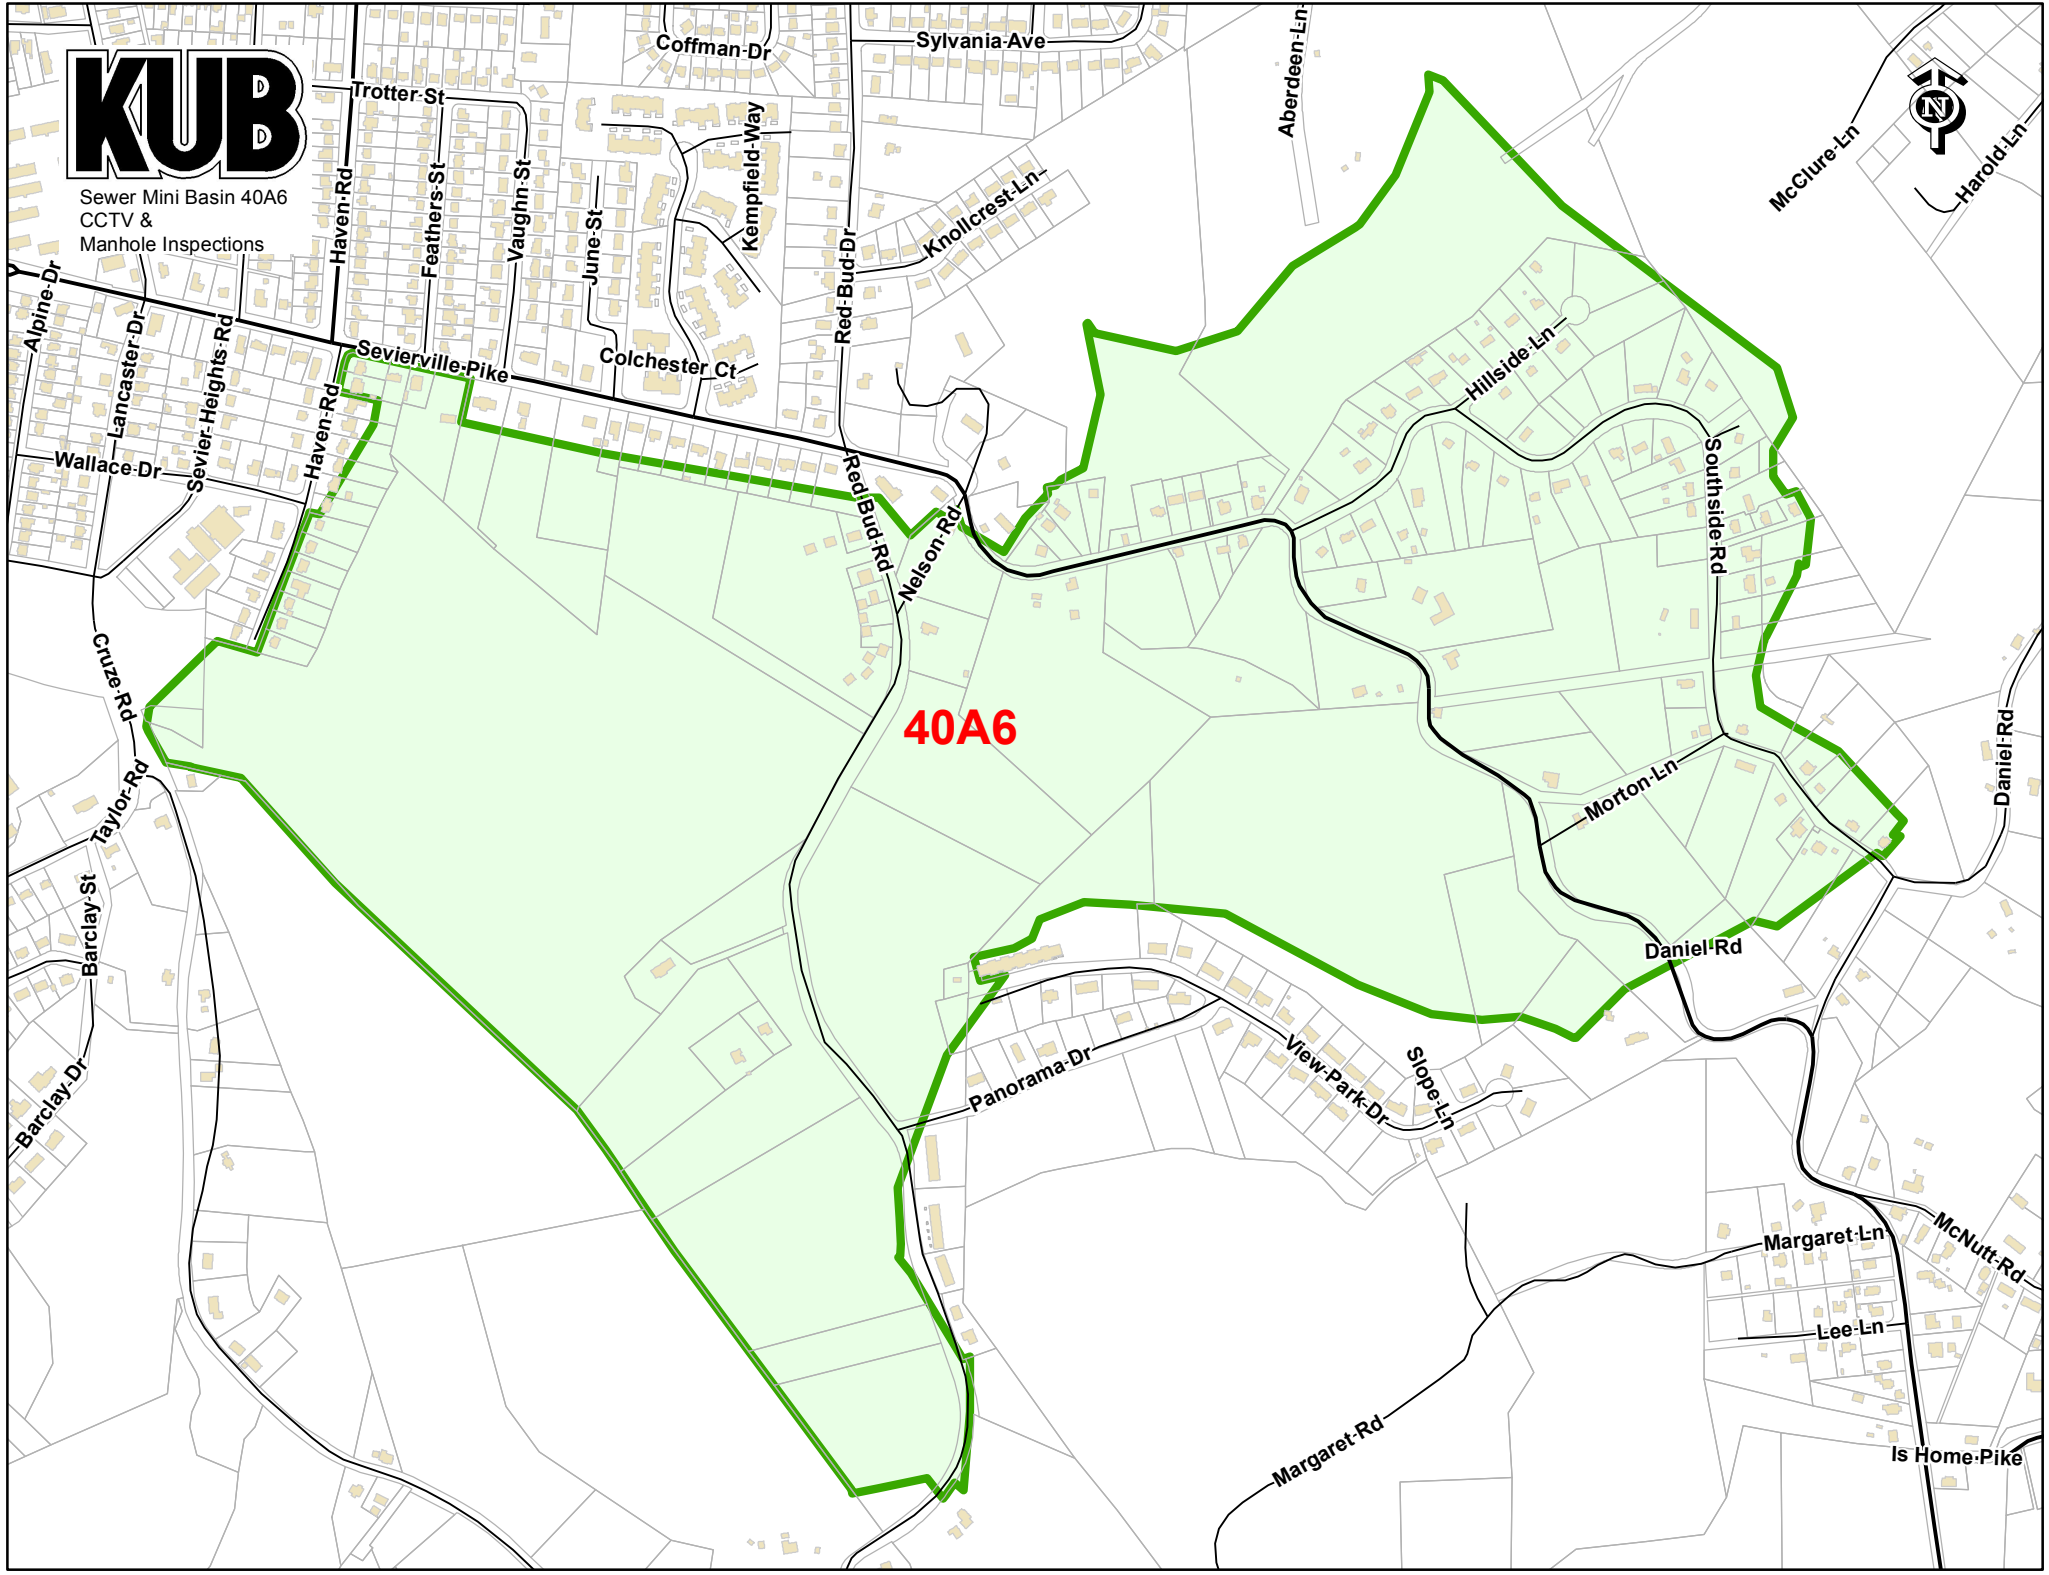 KUB
Sewer Mini Basin 40A6
CCTV &
Manhole Inspections
Coffman Dr
Sylvania Ave
Aberdeen Ln
N
McClure Ln
Harold Ln
Trotter St
Haven Rd
Feathers St
Vaughn St
June St
Kempfield Way
Red Bud Dr
Knollcrest Ln
Alpine Dr
Lancaster Dr
Sevier Heights Rd
Sevierville Pike
Colchester Ct
Hillside Ln
Haven Rd
Wallace Dr
Red Bud Rd
Nelson Rd
Southside Rd
Cruze Rd
40A6
Taylor Rd
Morton Ln
Daniel Rd
Barclay St
Daniel Rd
Barclay Dr
Panorama Dr
View Park Dr
Slope Ln
Margaret Ln
McNutt Rd
Lee Ln
Margaret Rd
Is Home Pike